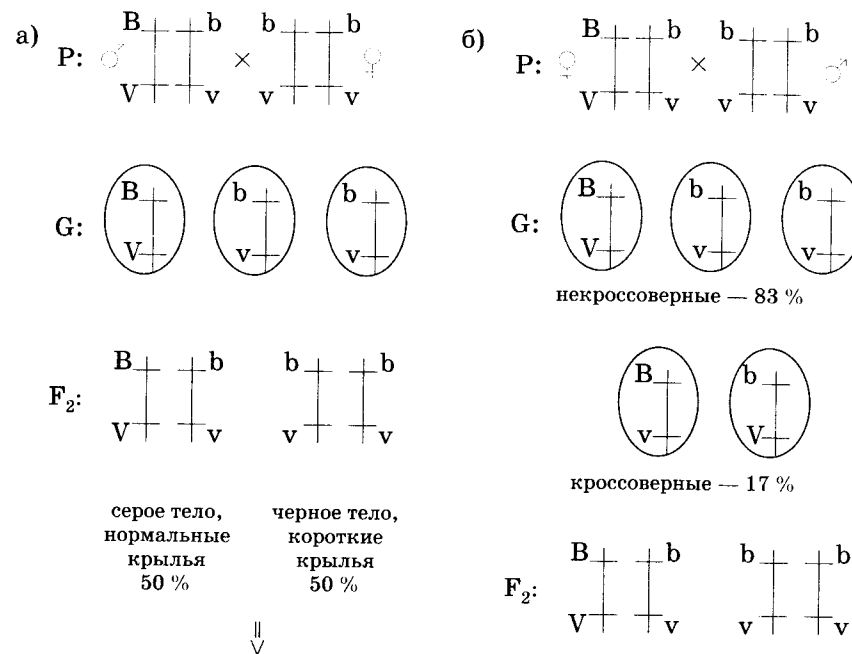 а)
B b b b
P: ♂ × ♀
V v v v
B b b
G:
V v v
B b b b
F₂:
V v v v
серое тело,
нормальные
крылья
50 %
черное тело,
короткие
крылья
50 %
б)
B b b b
P: ♀ × ♂
V v v v
B b b
G:
V v v
некроссоверные — 83 %
B b
v V
кроссоверные — 17 %
B b b b
F₂:
V v v v